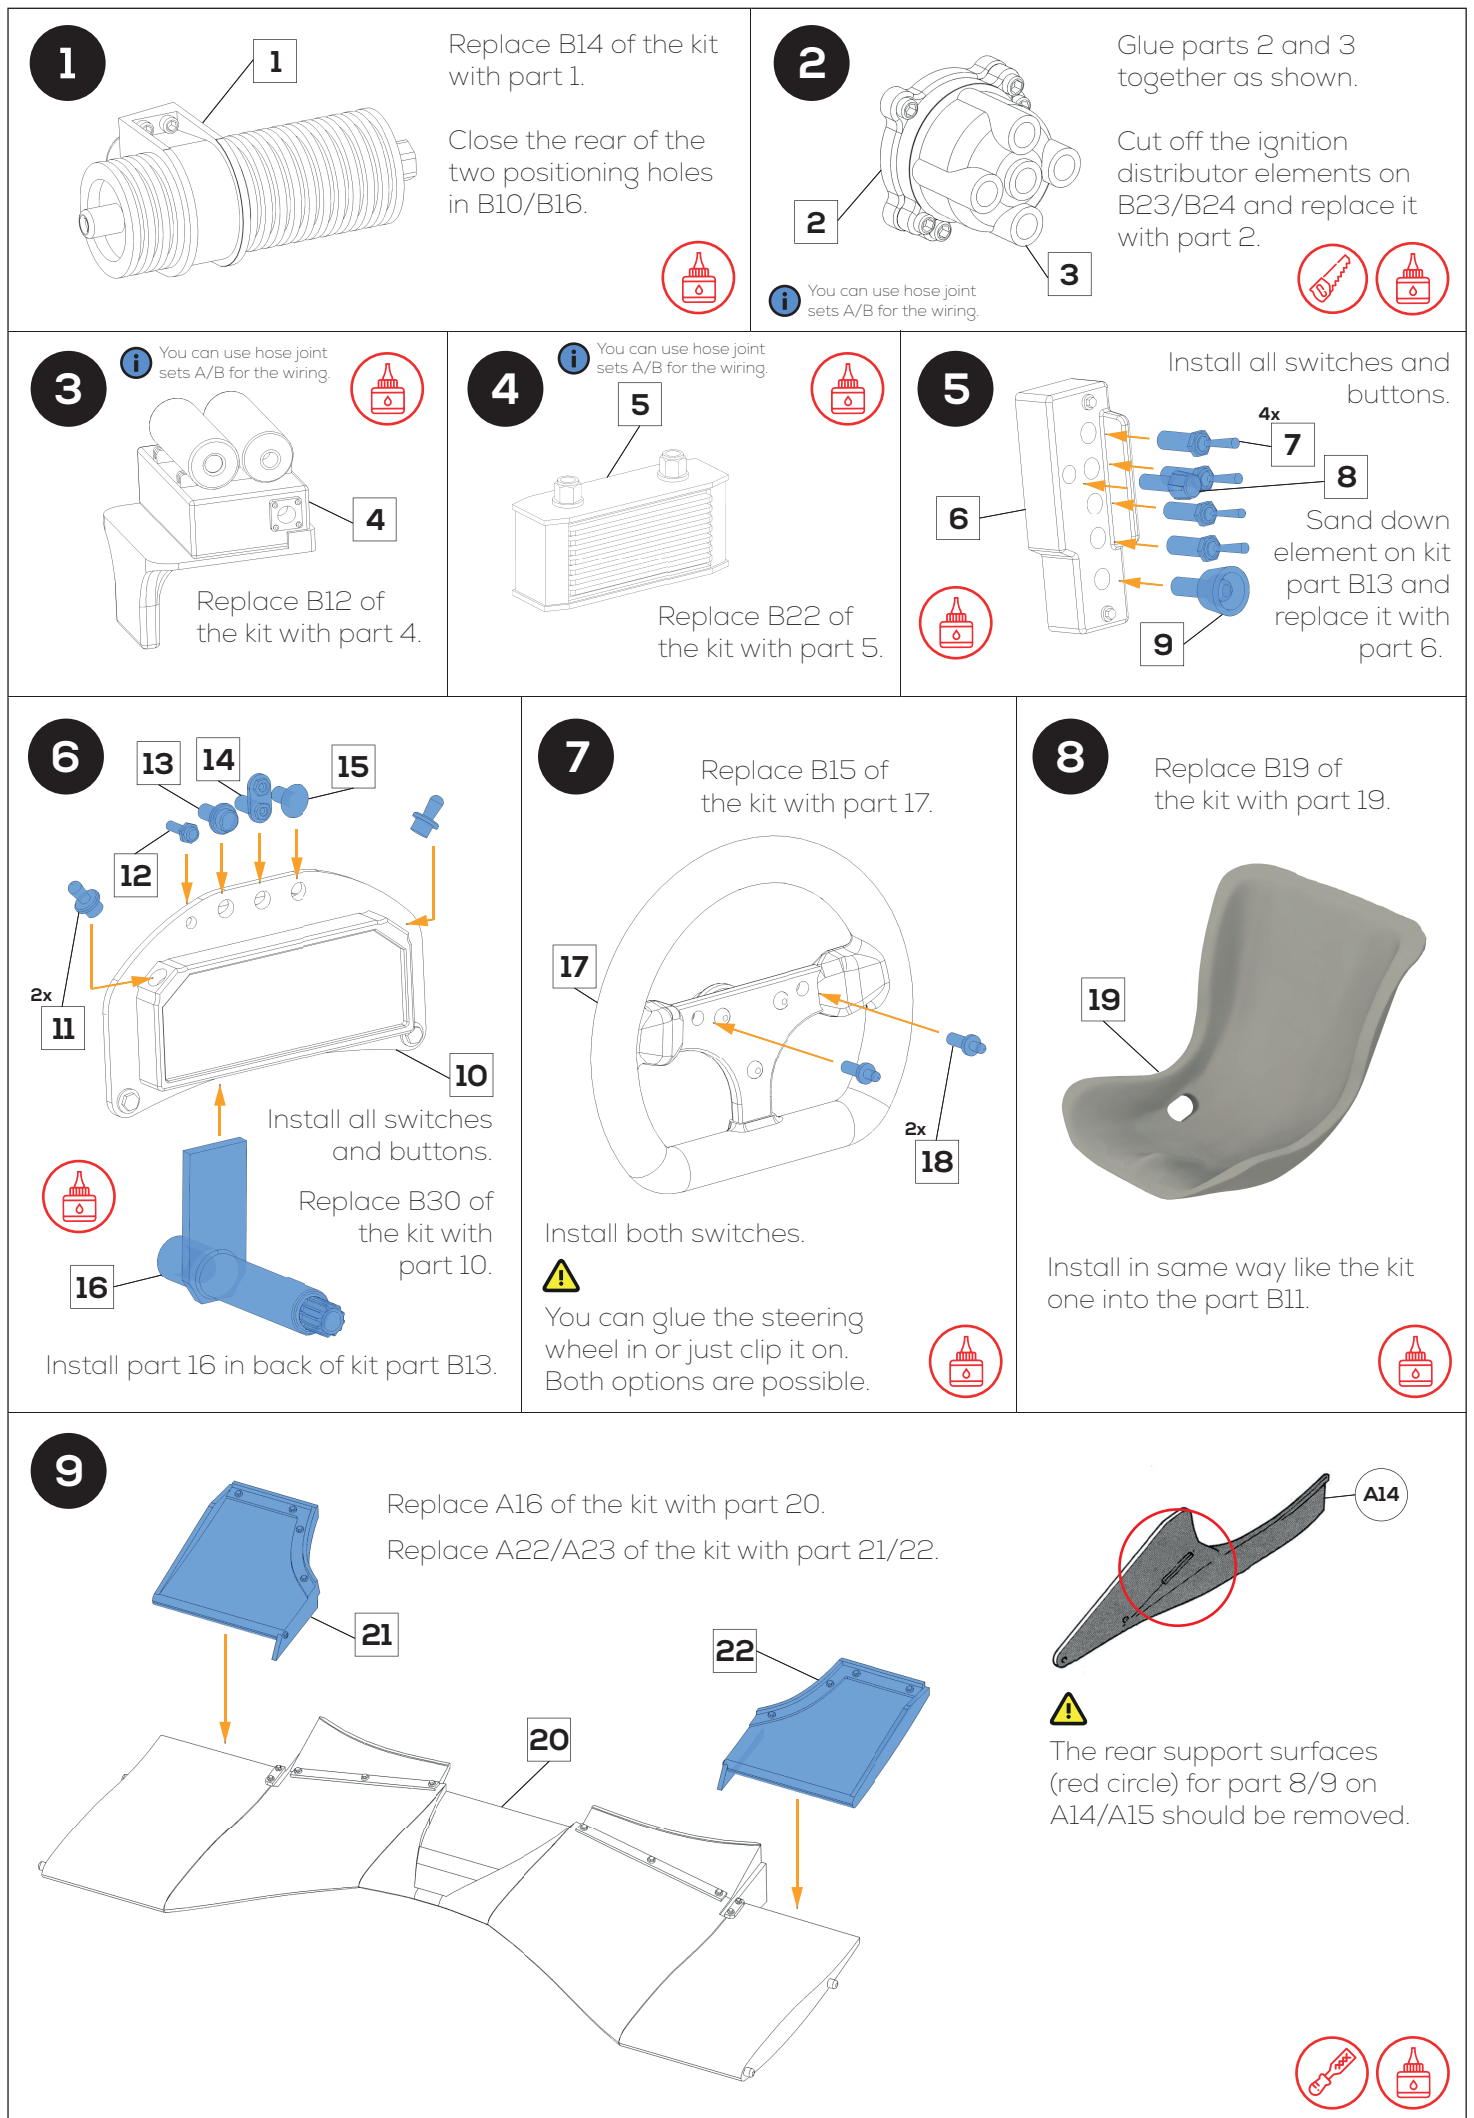 1
1
Replace B14 of the kit
with part 1.
Close the rear of the
two positioning holes
in B10/B16.
2
2
3
Glue parts 2 and 3
together as shown.
Cut off the ignition
distributor elements on
B23/B24 and replace it
with part 2.
i
You can use hose joint
sets A/B for the wiring.
3
i
You can use hose joint
sets A/B for the wiring.
4
Replace B12 of
the kit with part 4.
4
i
You can use hose joint
sets A/B for the wiring.
5
Replace B22 of
the kit with part 5.
5
Install all switches and
buttons.
4x
7
8
6
9
Sand down
element on kit
part B13 and
replace it with
part 6.
6
13
14
15
12
2x
11
10
Install all switches
and buttons.
Replace B30 of
the kit with
part 10.
16
Install part 16 in back of kit part B13.
7
Replace B15 of
the kit with part 17.
17
2x
18
Install both switches.
!
You can glue the steering
wheel in or just clip it on.
Both options are possible.
8
Replace B19 of
the kit with part 19.
19
Install in same way like the kit
one into the part B11.
9
Replace A16 of the kit with part 20.
Replace A22/A23 of the kit with part 21/22.
21
22
20
A14
!
The rear support surfaces
(red circle) for part 8/9 on
A14/A15 should be removed.